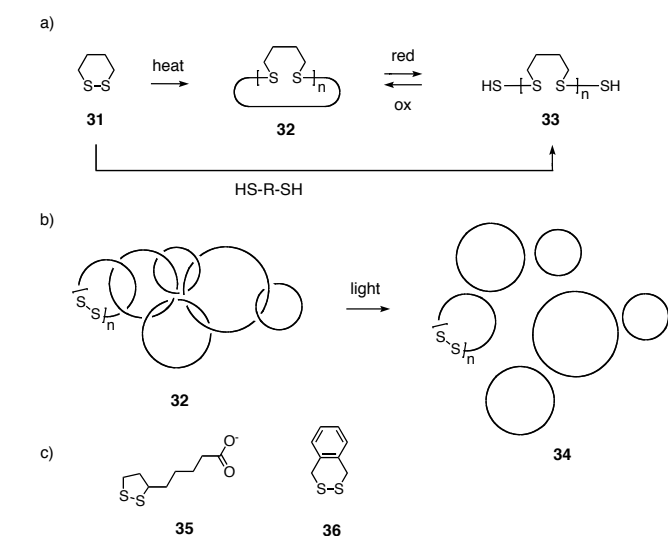 a)
heat
red
ox
S-S
S S n
HS S S n SH
31
32
33
HS-R-SH
b)
light
S S n
S S n
32
34
c)
O-
O
S S
S-S
35
36